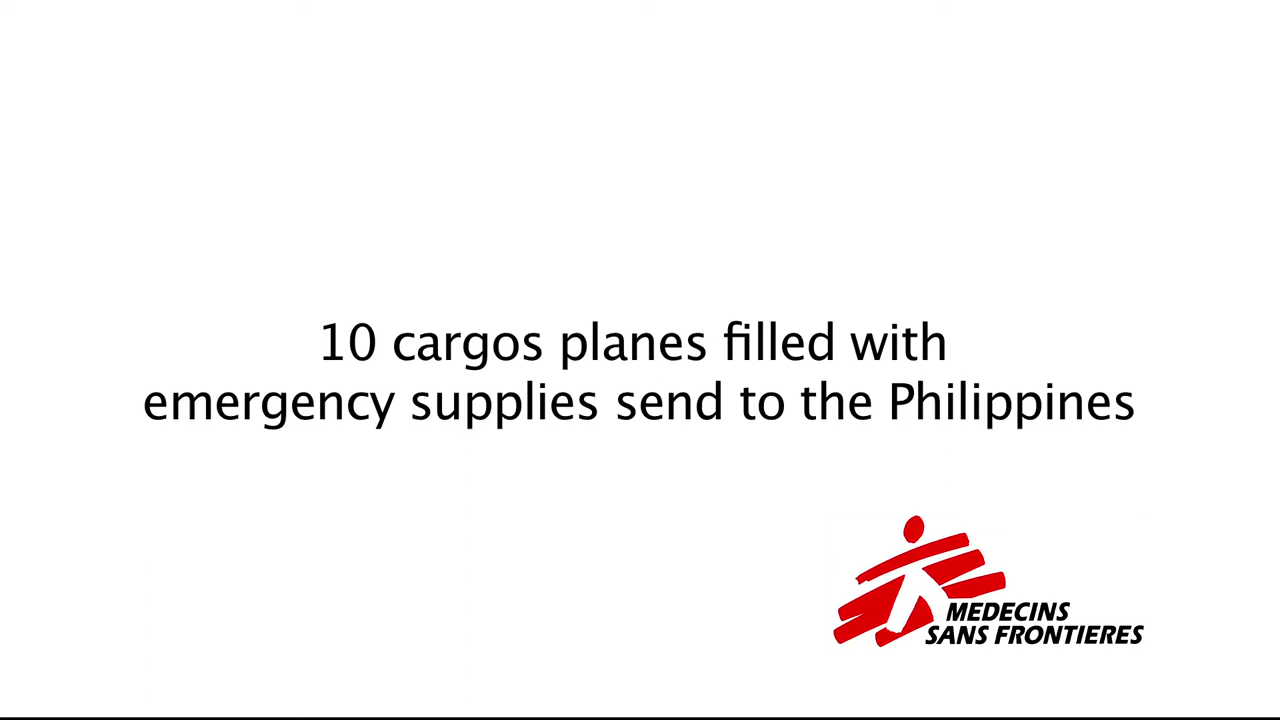 10 cargos planes filled with
emergency supplies send to the Philippines
MEDECINS
SANS FRONTIERES